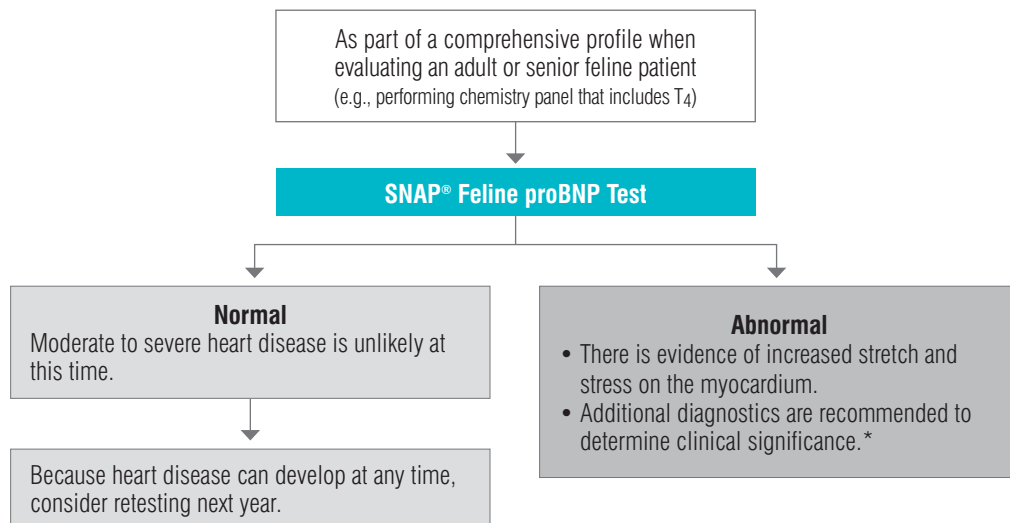 As part of a comprehensive profile when
evaluating an adult or senior feline patient
(e.g., performing chemistry panel that includes T4)
SNAP® Feline proBNP Test
Normal
Moderate to severe heart disease is unlikely at
this time.
Because heart disease can develop at any time,
consider retesting next year.
Abnormal
• There is evidence of increased stretch and
stress on the myocardium.
• Additional diagnostics are recommended to
determine clinical significance.*